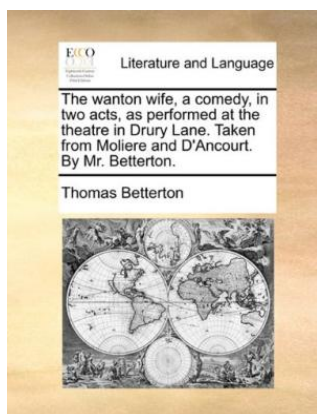 ECCO
Literature and Language
The wanton wife, a comedy, in
two acts, as performed at the
theatre in Drury Lane. Taken
from Moliere and D'Ancourt.
By Mr. Betterton.
Thomas Betterton